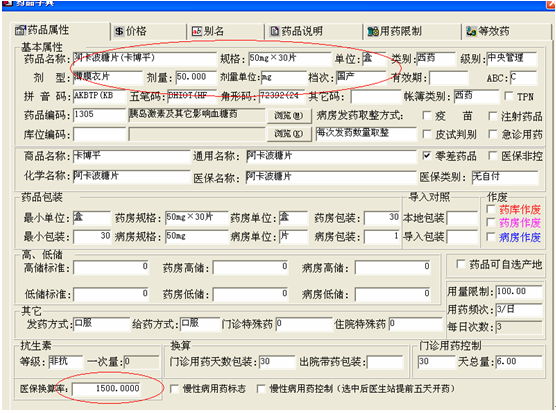 药品字典
药品属性 $ 价格 别名 药品说明 用药限制 等效药
基本属性
药品名称: 阿卡波糖片(卡博平) 规格: 50mg×30片 单位: 盒 类别: 西药 级别: 中央管理
剂 型: 薄膜衣片 剂量: 50.000 剂量单位: mg 档次: 国产 有效期: ABC: C
拼 音 码: AKBTP(KB 五笔码: DHIOT(HF 角形码: 72392(24 其它码: 帐簿类别: 西药 TPN
药品编码: 1305 胰岛激素及其它影响血糖药 浏览(M) 病房发药取整方式: 疫 苗 注射药品
库位编码: 浏览(K) 每次发药数量取整 皮试判别 急诊用药
商品名称: 卡博平 通用名称: 阿卡波糖片 零差药品 医保非控
化学名称: 阿卡波糖片 医保名称: 阿卡波糖片 医保类别: 无自付
药品包装 导入对照 作废
最小单位: 盒 药房规格: 50mg×30片 药房单位: 盒 药房包装: 30 本地包装 药库作废
药房作废
最小包装: 30 病房规格: 50mg 病房单位: 片 病房包装: 1 导入包装 病房作废
高、低储
高储标准: 0 药房高储: 0 病房高储: 0 药品可自选产地
低储标准: 0 药房低储: 0 病房低储: 0 用量限制: 100.00
其它 用药频次: 3/日
发药方式: 口服 给药方式: 口服 门诊特殊药 0 住院特殊药 0 每日次数: 3
抗生素 换算 门诊用药控制
等级: 非抗 一次量: 0 门诊用药天数包装: 30 出院带药包装: 30 30 天总量: 6.00
医保换算率: 1500.0000 慢性病用药标志 慢性病用药控制（选中后医生站提前五天开药）